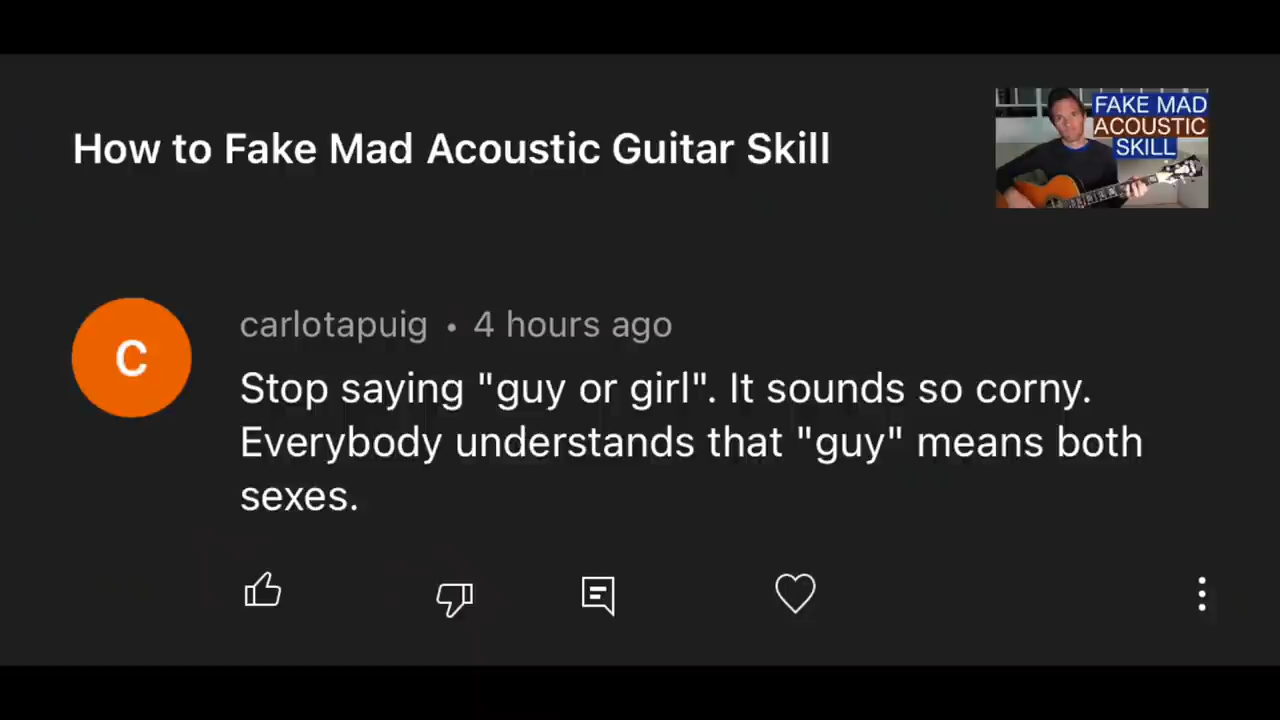 How to Fake Mad Acoustic Guitar Skill
FAKE MAD
ACOUSTIC
SKILL
C
carlotapuig • 4 hours ago
Stop saying "guy or girl". It sounds so corny.
Everybody understands that "guy" means both
sexes.